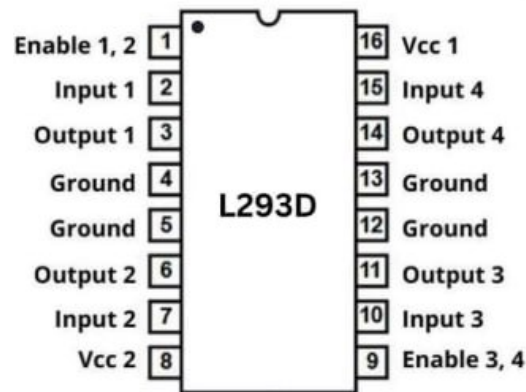 Enable 1, 2 1 16 Vcc 1
Input 1 2 15 Input 4
Output 1 3 14 Output 4
Ground 4 13 Ground
L293D
Ground 5 12 Ground
Output 2 6 11 Output 3
Input 2 7 10 Input 3
Vcc 2 8 9 Enable 3, 4